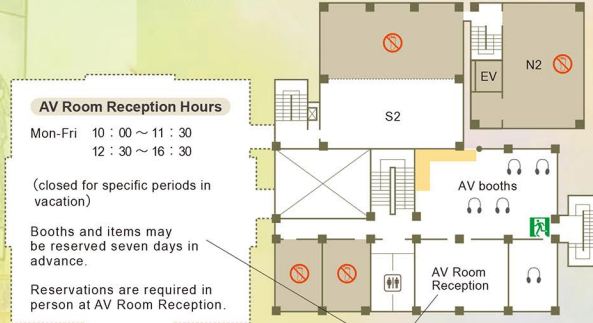 AV Room Reception Hours
Mon-Fri 10：00～11：30
12：30～16：30
（closed for specific periods in
vacation）
Booths and items may
be reserved seven days in
advance.
Reservations are required in
person at AV Room Reception.
EV
N2
S2
AV booths
AV Room
Reception